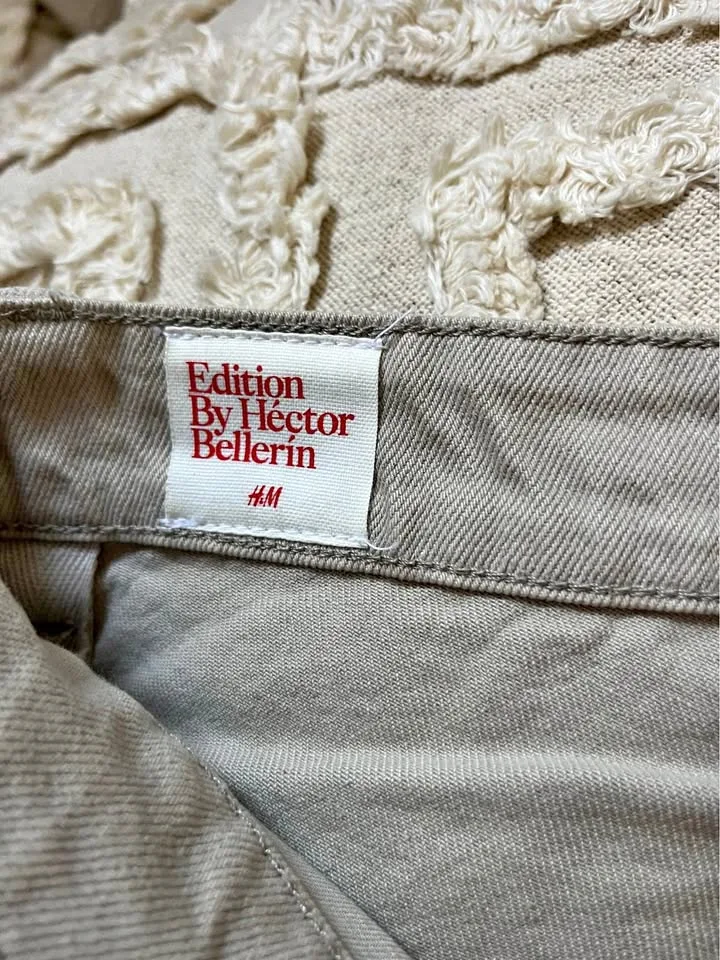 Edition
By Héctor
Bellerín
H&M